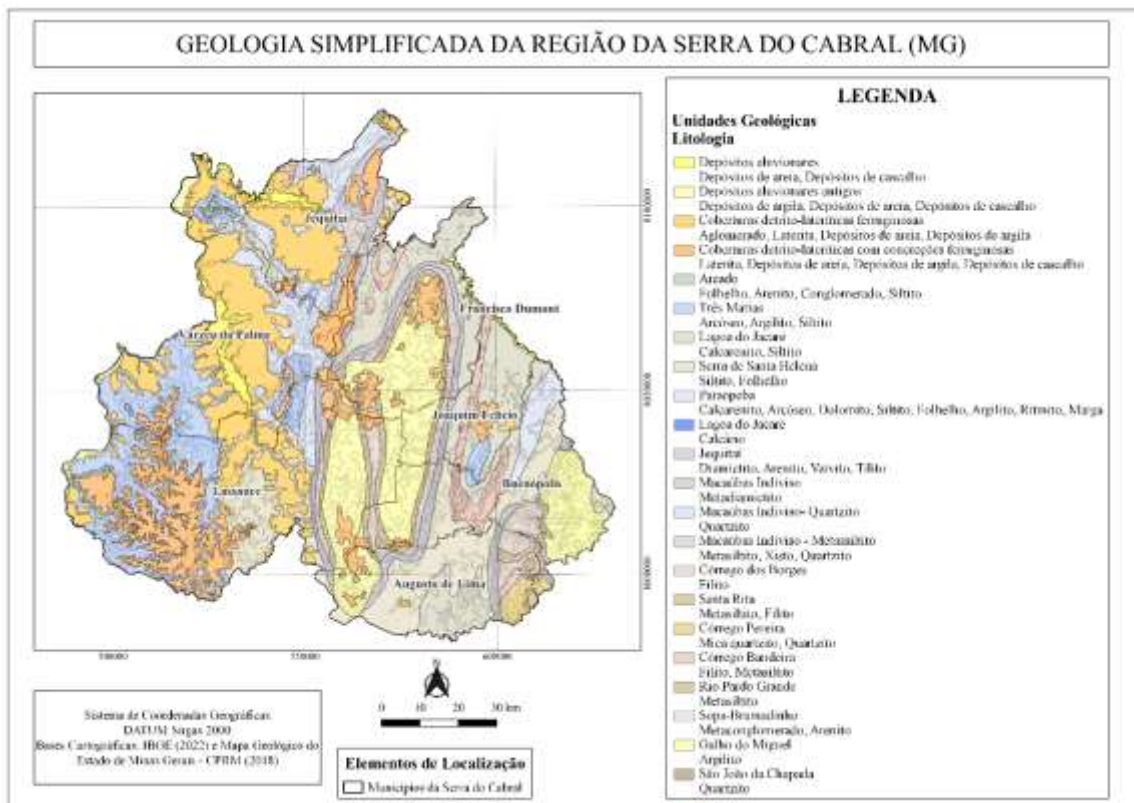 GEOLOGIA SIMPLIFICADA DA REGIÃO DA SERRA DO CABRAL (MG)
Jequitaí
Francisco Dumont
Várzea da Palma
Joaquim Felício
Buenópolis
Lassance
Augusto de Lima
550000
600000
N
0 10 20 30 km
Sistema de Coordenadas Geográficas
DATUM Sirgas 2000
Bases Cartográficas: IBGE (2022) e Mapa Geológico do
Estado de Minas Gerais - CPRM (2018)
Elementos de Localização
Municípios da Serra do Cabral
LEGENDA
Unidades Geológicas
Litologia
Depósitos aluvionares
Depósitos de areia, Depósitos de cascalho
Depósitos aluvionares antigos
Depósitos de argila, Depósitos de areia, Depósitos de cascalho
Coberturas detrito-lateríticas ferruginosas
Aglomerado, Laterita, Depósitos de areia, Depósitos de argila
Coberturas detrito-lateríticas com concreções ferruginosas
Laterita, Depósitos de areia, Depósitos de argila, Depósitos de cascalho
Areado
Folhelho, Arenito, Conglomerado, Siltito
Três Marias
Arcóseo, Argilito, Siltito
Lagoa do Jacaré
Calcarenito, Siltito
Serra de Santa Helena
Siltito, Folhelho
Paraopeba
Calcarenito, Arcóseo, Dolomito, Siltito, Folhelho, Argilito, Ritmito, Marga
Lagoa do Jacaré
Calcário
Jequitaí
Diamictito, Arenito, Varvito, Tilito
Macaúbas Indiviso
Metadiamictito
Macaúbas Indiviso- Quartzito
Quartzito
Macaúbas Indiviso - Metassiltito
Metasiltito, Xisto, Quartzito
Córrego dos Borges
Filito
Santa Rita
Metasiltito, Filito
Córrego Pereira
Mica quartzito, Quartzito
Córrego Bandeira
Filito, Metasiltito
Rio Pardo Grande
Metasiltito
Sopa-Brumadinho
Metaconglomerado, Arenito
Galho do Miguel
Argilito
São João da Chapada
Quartzito